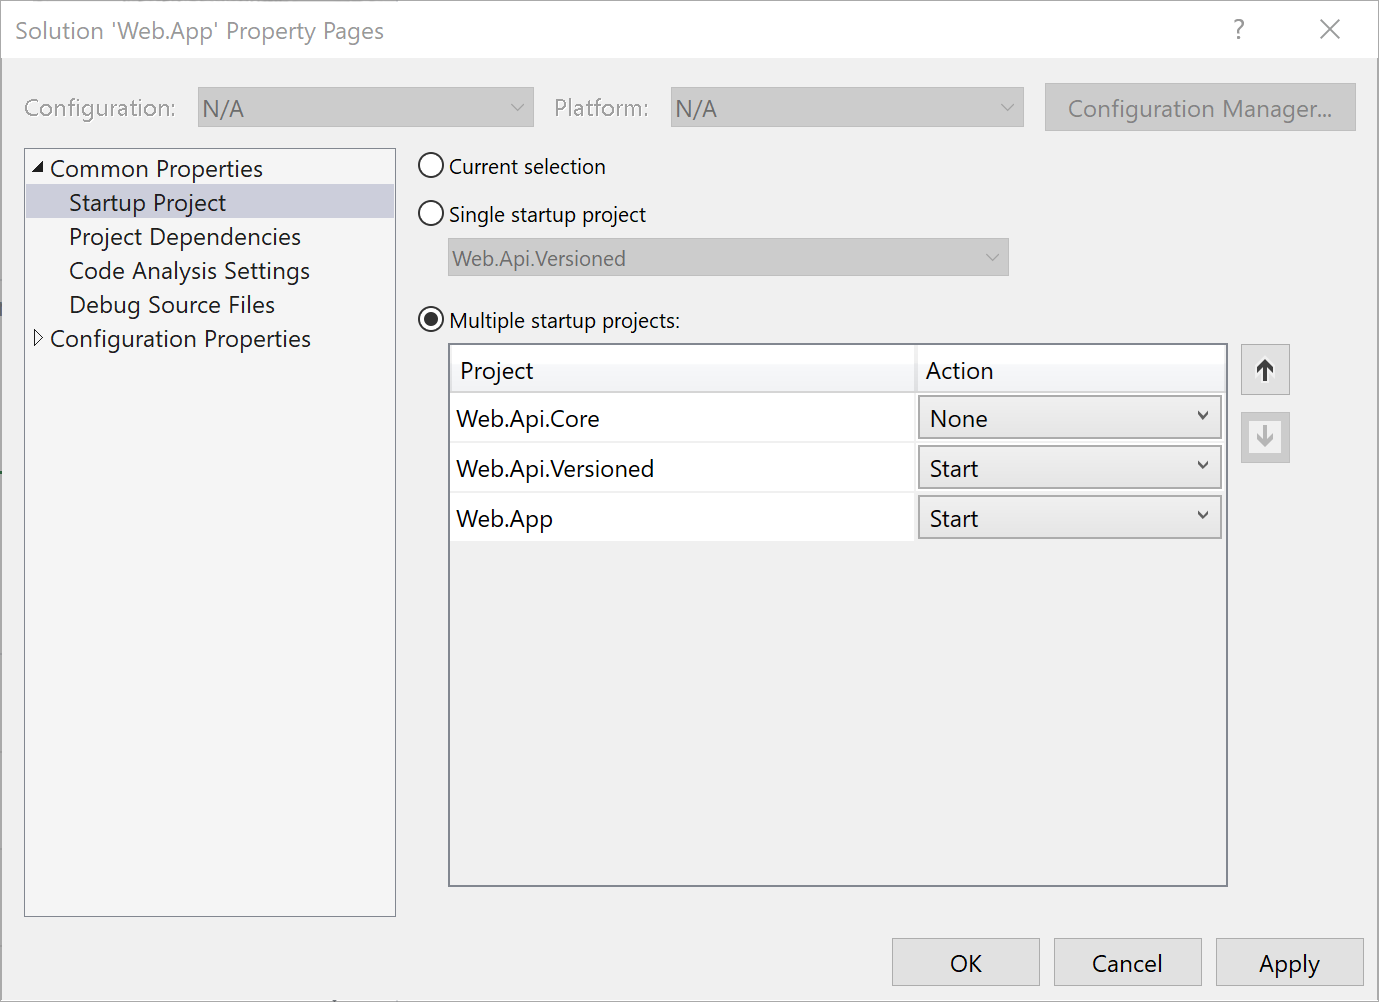 Solution 'Web.App' Property Pages
?
Configuration: N/A Platform: N/A Configuration Manager...
Common Properties
Startup Project
Project Dependencies
Code Analysis Settings
Debug Source Files
Configuration Properties
Current selection
Single startup project
Web.Api.Versioned
Multiple startup projects:
Project Action
Web.Api.Core None
Web.Api.Versioned Start
Web.App Start
OK Cancel Apply